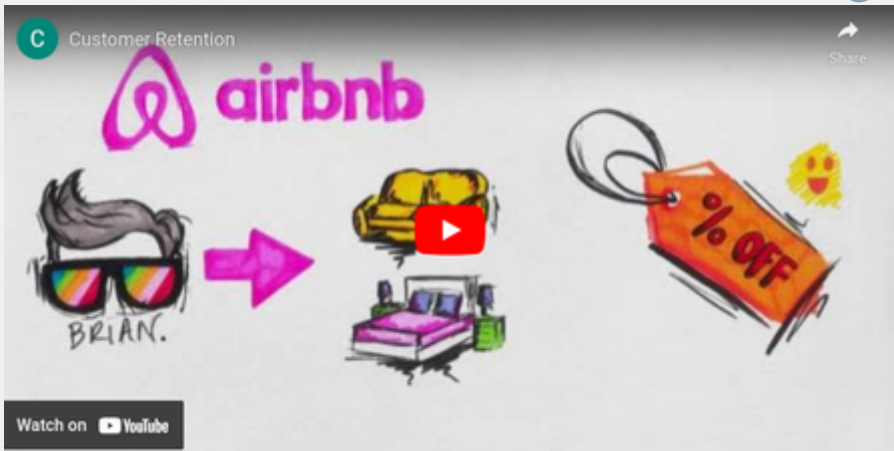 C Customer Retention
Share
airbnb
% OFF
BRIAN.
Watch on YouTube